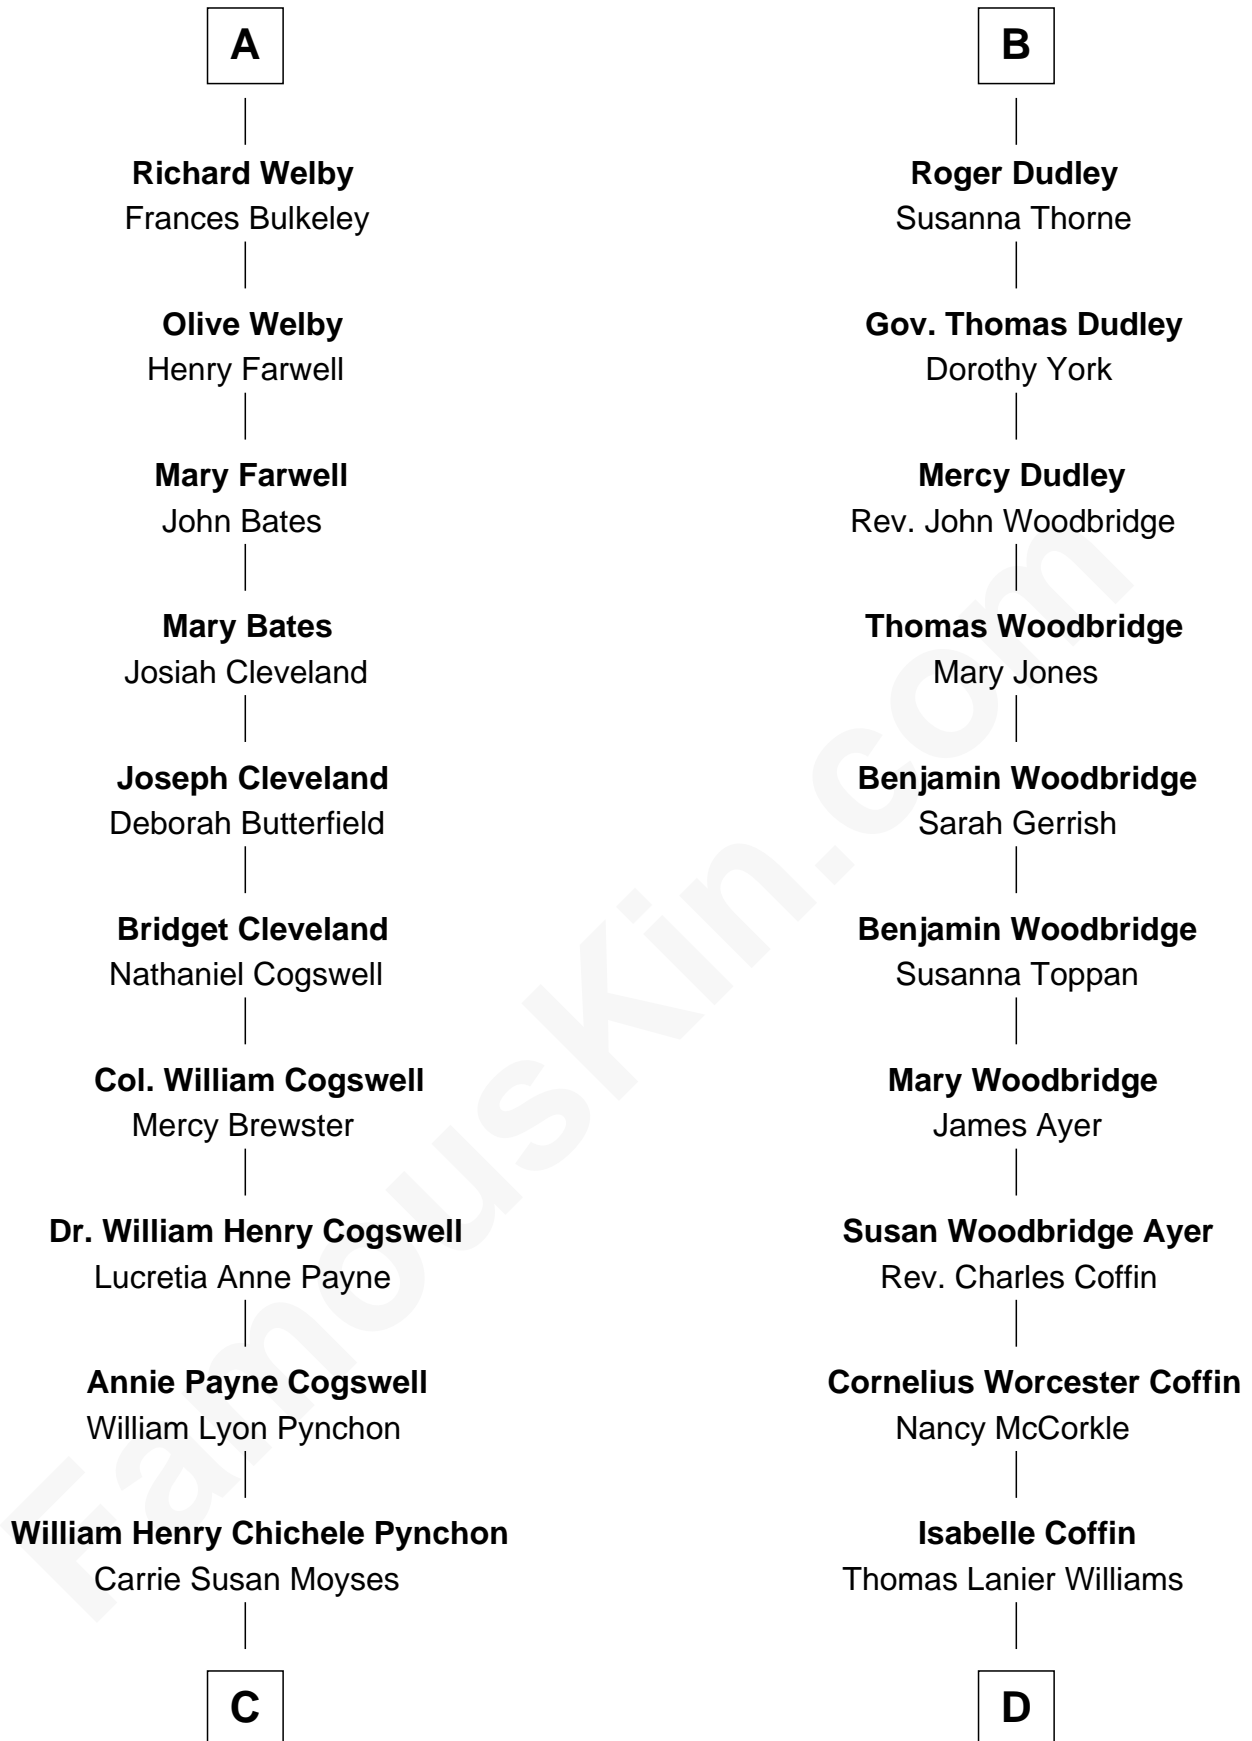 A
Richard Welby
Frances Bulkeley
Olive Welby
Henry Farwell
Mary Farwell
John Bates
Mary Bates
Josiah Cleveland
Joseph Cleveland
Deborah Butterfield
Bridget Cleveland
Nathaniel Cogswell
Col. William Cogswell
Mercy Brewster
Dr. William Henry Cogswell
Lucretia Anne Payne
Annie Payne Cogswell
William Lyon Pynchon
William Henry Chichele Pynchon
Carrie Susan Moyses
C
B
Roger Dudley
Susanna Thorne
Gov. Thomas Dudley
Dorothy York
Mercy Dudley
Rev. John Woodbridge
Thomas Woodbridge
Mary Jones
Benjamin Woodbridge
Sarah Gerrish
Benjamin Woodbridge
Susanna Toppan
Mary Woodbridge
James Ayer
Susan Woodbridge Ayer
Rev. Charles Coffin
Cornelius Worcester Coffin
Nancy McCorkle
Isabelle Coffin
Thomas Lanier Williams
D
FamousKin.com